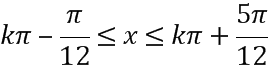 kπ − π/12 ≤ x ≤ kπ + 5π/12